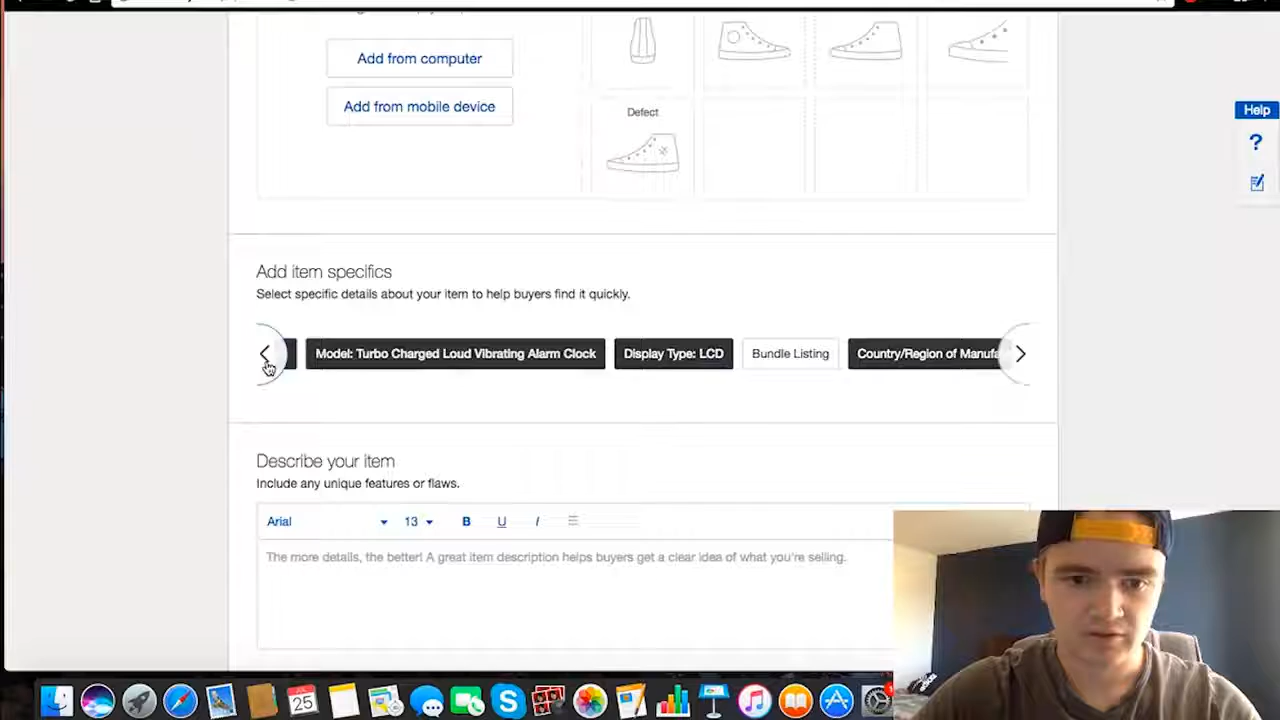 Add from computer
Add from mobile device
Defect
Help
?
Add item specifics
Select specific details about your item to help buyers find it quickly.
Model: Turbo Charged Loud Vibrating Alarm Clock
Display Type: LCD
Bundle Listing
Country/Region of Manufa
Describe your item
Include any unique features or flaws.
Arial
13
B
U
I
The more details, the better! A great item description helps buyers get a clear idea of what you're selling.
25